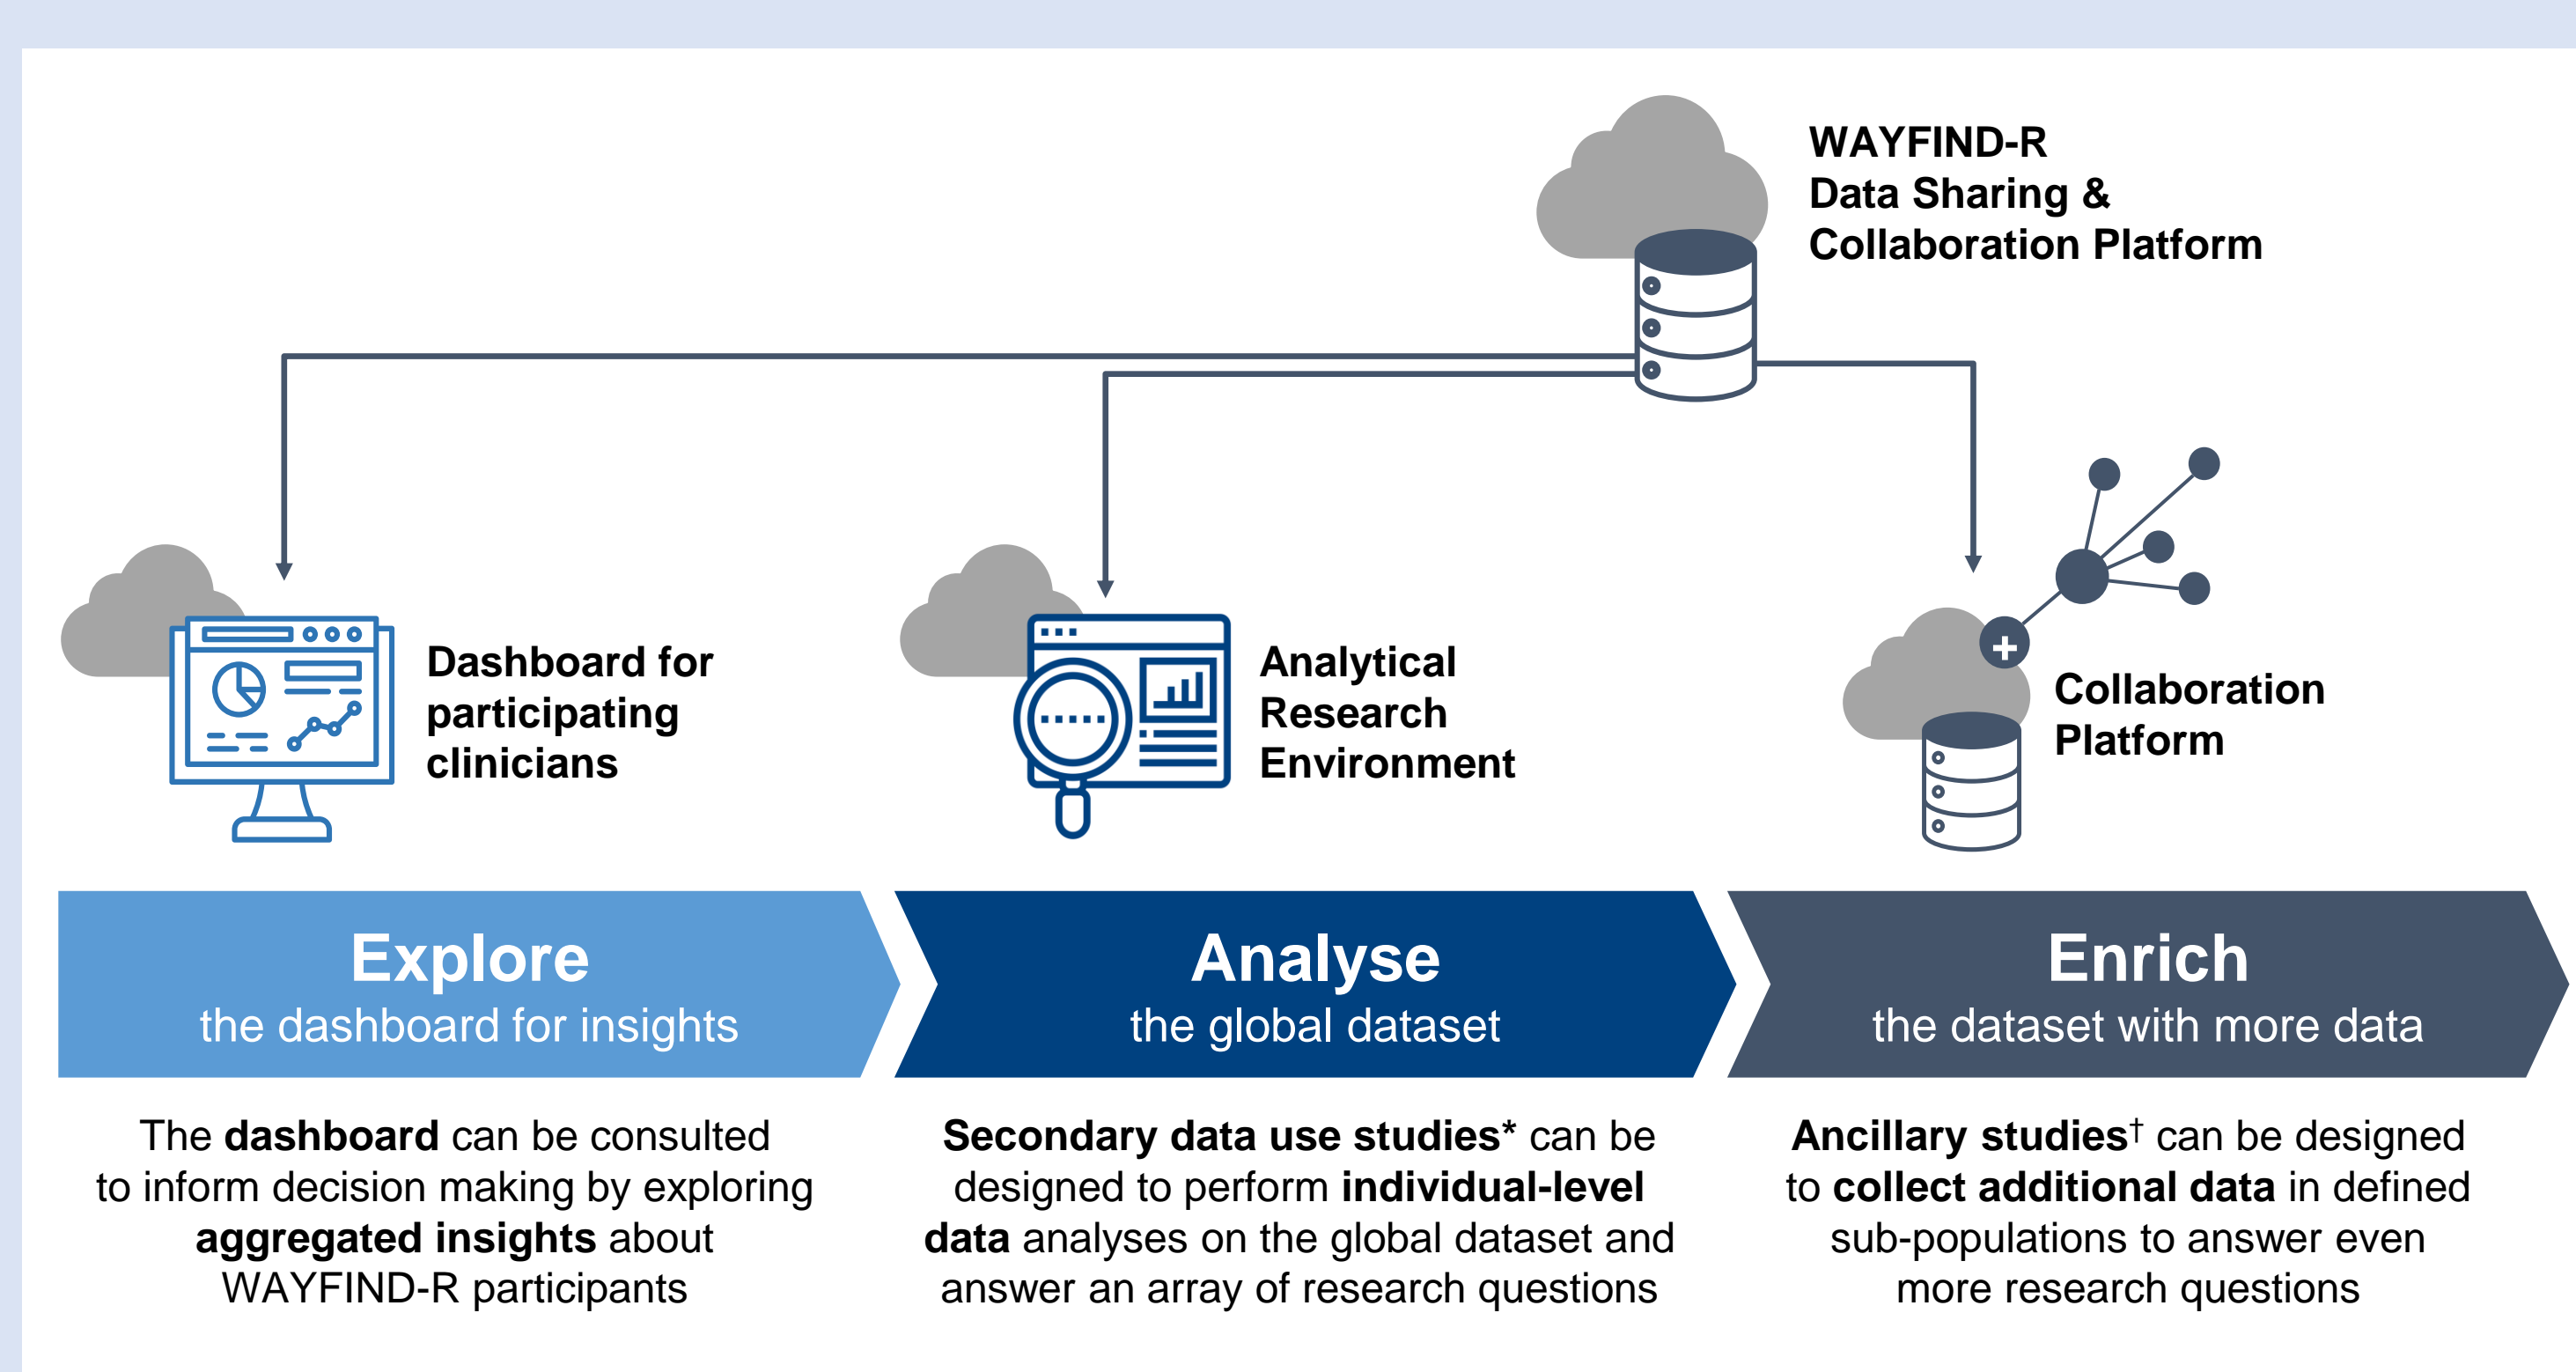 WAYFIND-R
Data Sharing &
Collaboration Platform
Dashboard for
participating
clinicians
Analytical
Research
Environment
Collaboration
Platform
Explore
the dashboard for insights
Analyse
the global dataset
Enrich
the dataset with more data
The dashboard can be consulted
to inform decision making by exploring
aggregated insights about
WAYFIND-R participants
Secondary data use studies* can be
designed to perform individual-level
data analyses on the global dataset and
answer an array of research questions
Ancillary studies† can be designed
to collect additional data in defined
sub-populations to answer even
more research questions